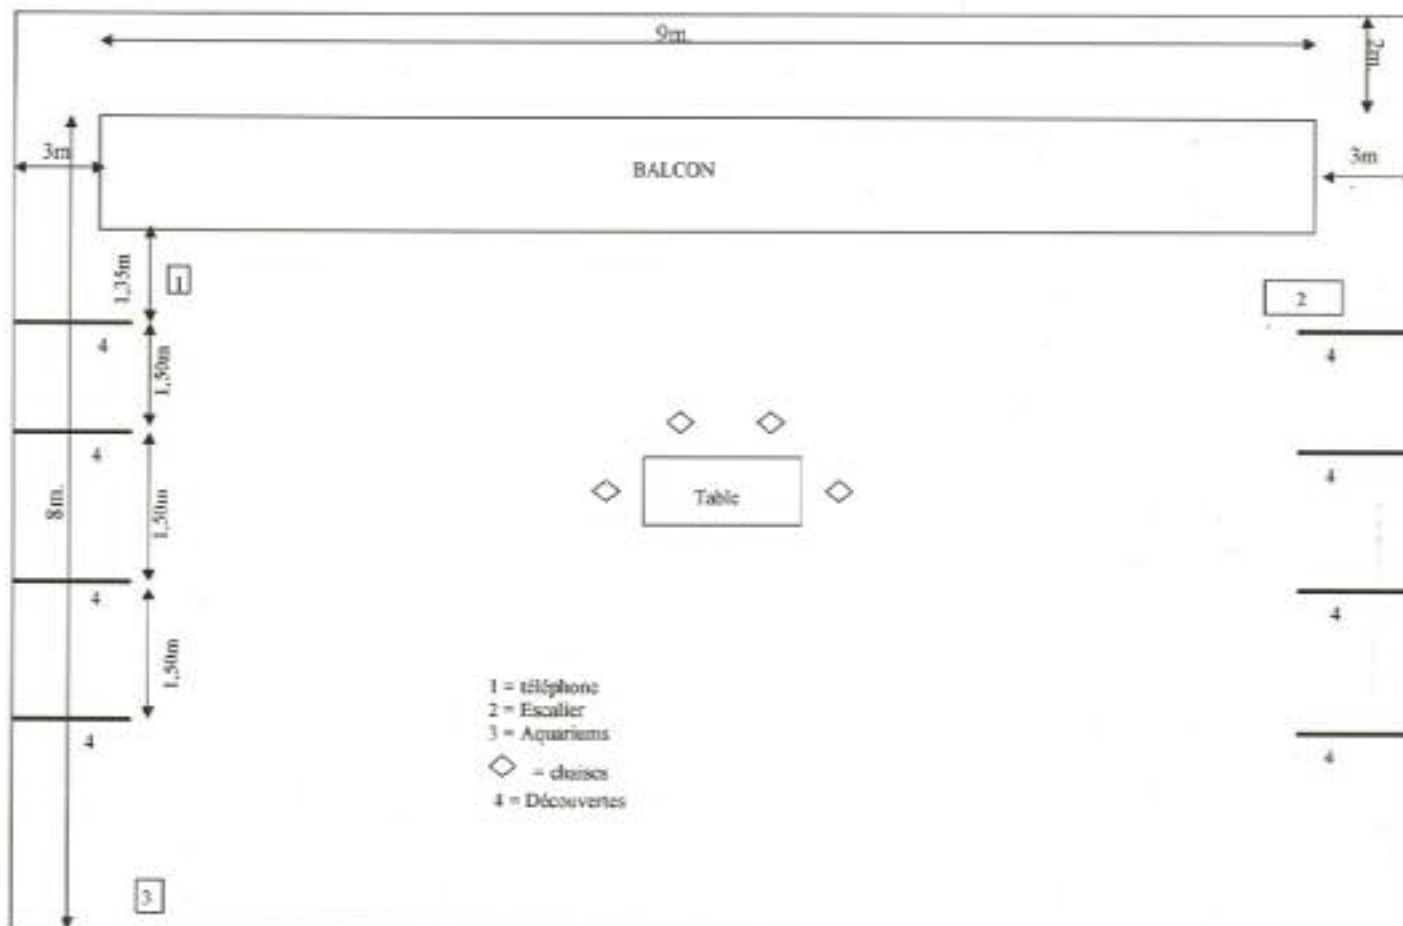 9m.
2m.
3m
BALCON
3m
1,35m
1
2
4
4
1,50m
4
4
8m.
1,50m
Table
4
4
1,50m
1 = téléphone
2 = Escalier
3 = Aquariums
= chaises
4 = Découvertes
4
4
3